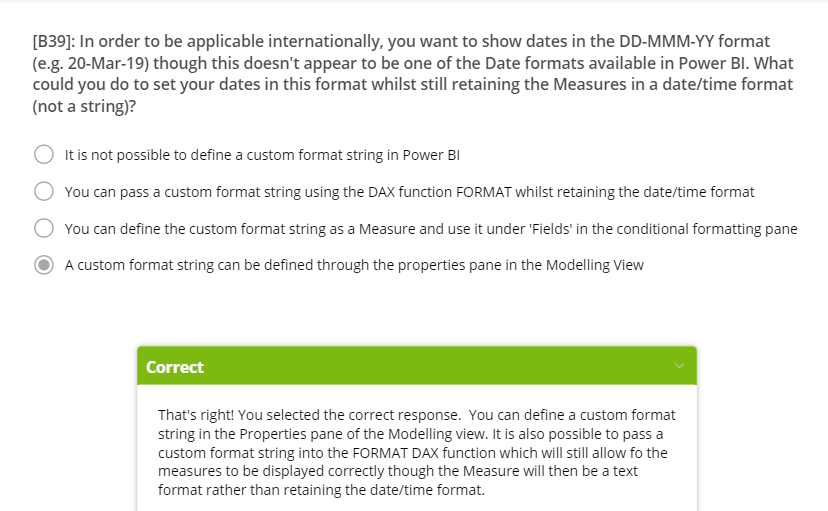 [B39]: In order to be applicable internationally, you want to show dates in the DD-MMM-YY format
(e.g. 20-Mar-19) though this doesn't appear to be one of the Date formats available in Power BI. What
could you do to set your dates in this format whilst still retaining the Measures in a date/time format
(not a string)?
It is not possible to define a custom format string in Power BI
You can pass a custom format string using the DAX function FORMAT whilst retaining the date/time format
You can define the custom format string as a Measure and use it under 'Fields' in the conditional formatting pane
A custom format string can be defined through the properties pane in the Modelling View
Correct
That's right! You selected the correct response.  You can define a custom format
string in the Properties pane of the Modelling view. It is also possible to pass a
custom format string into the FORMAT DAX function which will still allow fo the
measures to be displayed correctly though the Measure will then be a text
format rather than retaining the date/time format.